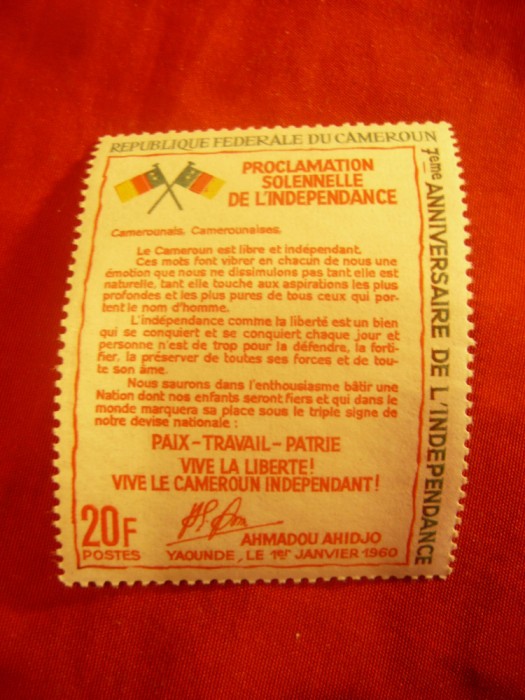 REPUBLIQUE FEDERALE DU CAMEROUN
7eme ANNIVERSAIRE DE L'INDEPENDANCE
PROCLAMATION
SOLENNELLE
DE L'INDEPENDANCE
Camerounais, Camerounaises,
Le Cameroun est libre et indépendant.
Ces mots font vibrer en chacun de nous une
émotion que nous ne dissimulons pas tant elle est
naturelle, tant elle touche aux aspirations les plus
profondes et les plus pures de tous ceux qui por-
tent le nom d'homme.
L'indépendance comme la liberté est un bien
qui se conquiert et se conquiert chaque jour et
personne n'est de trop pour la défendre, la forti-
fier, la préserver de toutes ses forces et de tou-
te son âme.
Nous saurons dans l'enthousiasme bâtir une
Nation dont nos enfants seront fiers et qui dans le
monde marquera sa place sous le triple signe de
notre devise nationale :
PAIX-TRAVAIL-PATRIE
VIVE LA LIBERTE!
VIVE LE CAMEROUN INDEPENDANT!
20F
POSTES
AHMADOU AHIDJO
YAOUNDE, LE 1er JANVIER 1960